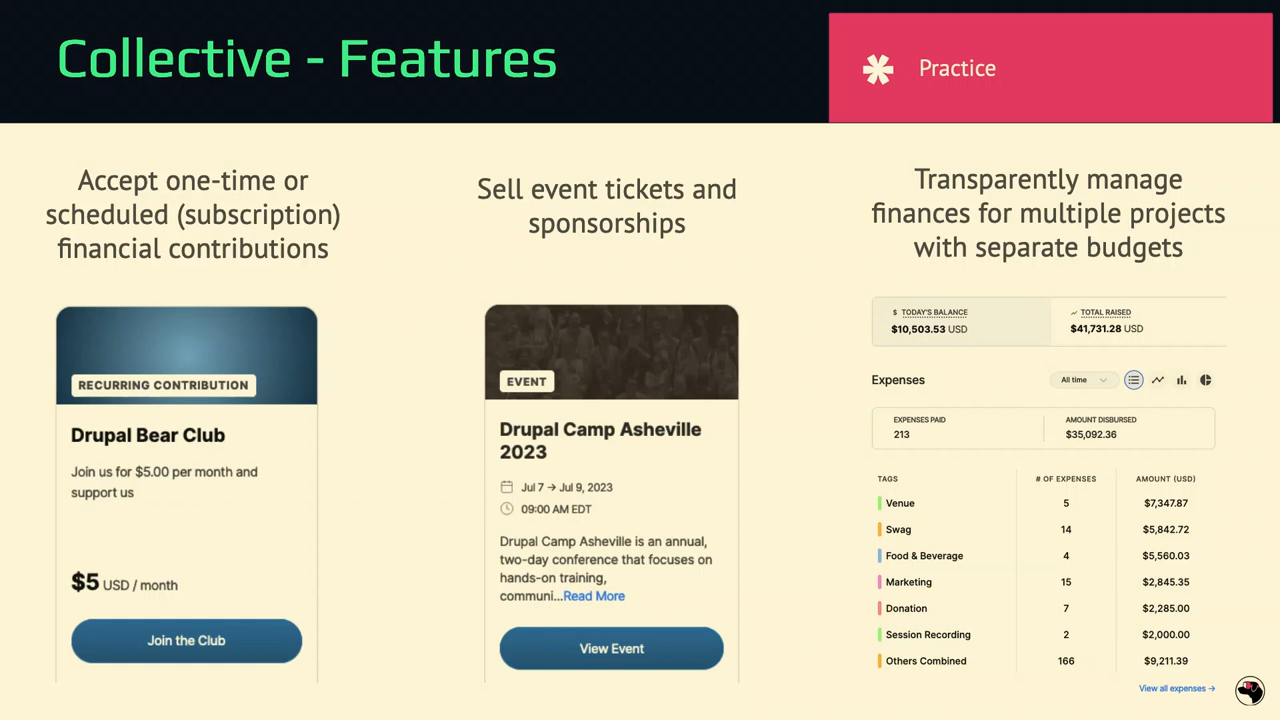 Collective - Features
Practice
Accept one-time or
scheduled (subscription)
financial contributions
RECURRING CONTRIBUTION
Drupal Bear Club
Join us for $5.00 per month and
support us
$5 USD / month
Join the Club
Sell event tickets and
sponsorships
EVENT
Drupal Camp Asheville
2023
Jul 7 → Jul 9, 2023
09:00 AM EDT
Drupal Camp Asheville is an annual,
two-day conference that focuses on
hands-on training,
communi...Read More
View Event
Transparently manage
finances for multiple projects
with separate budgets
$ TODAY'S BALANCE TOTAL RAISED
$10,503.53 USD $41,731.28 USD
Expenses All time
EXPENSES PAID AMOUNT DISBURSED
213 $35,092.36
TAGS # OF EXPENSES AMOUNT (USD)
Venue 5 $7,347.87
Swag 14 $5,842.72
Food & Beverage 4 $5,560.03
Marketing 15 $2,845.35
Donation 7 $2,285.00
Session Recording 2 $2,000.00
Others Combined 166 $9,211.39
View all expenses →